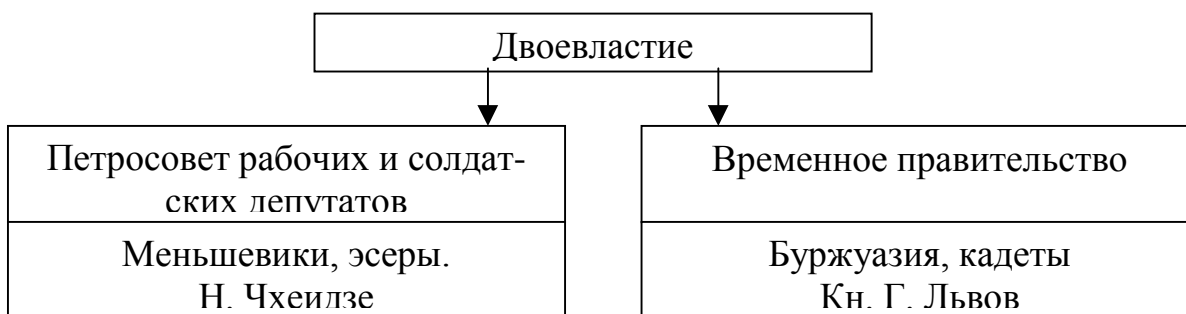 Двоевластие
Петросовет рабочих и солдат-
ских депутатов
Меньшевики, эсеры.
Н. Чхеидзе
Временное правительство
Буржуазия, кадеты
Кн. Г. Львов